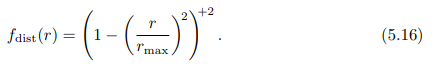 f_dist(r) = (1 − (r/r_max)^2)^{+2}. (5.16)